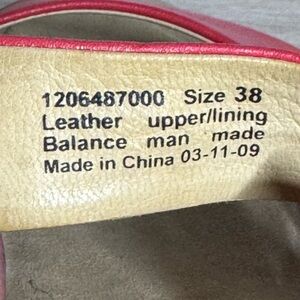 1206487000 Size 38
Leather upper/lining
Balance man made
Made in China 03-11-09